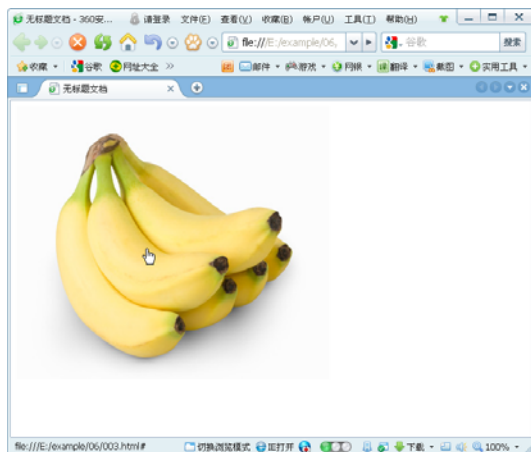 无标题文档 - 360安... 请登录 文件(F) 查看(V) 收藏(B) 帐户(U) 工具(T) 帮助(H)
file:///E:/example/06, 谷歌 搜索
收藏 谷歌 网址大全 邮件 游戏 网银 翻译 截图 实用工具
无标题文档
file:///E:/example/06/003.html# 切换浏览模式 IE打开 下载 100%